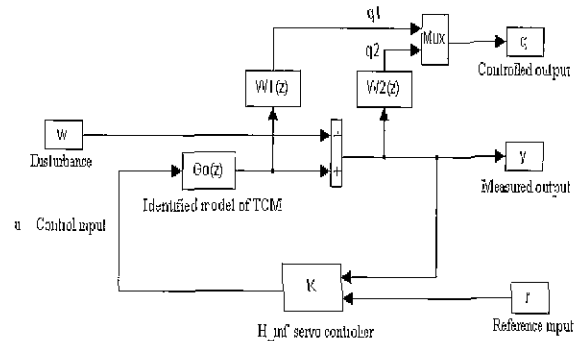 q1
q2
Mux
q
Controlled output
W1(z)
W2(z)
w
Disturbance
-
+
y
Measured output
Go(z)
Identified model of TCM
u Control input
K
H_inf servo controller
r
Reference input